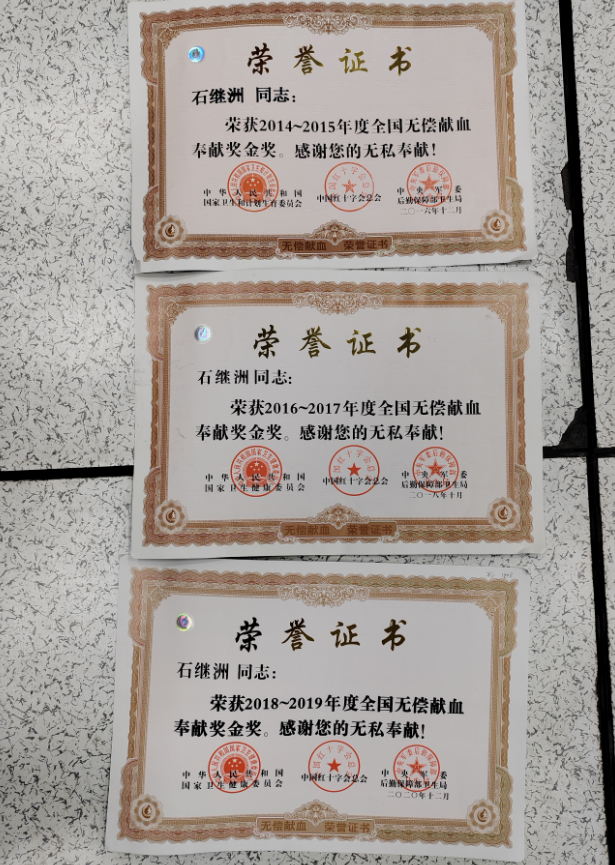 荣誉证书
石继洲 同志：
荣获2014~2015年度全国无偿献血
奉献奖金奖。感谢您的无私奉献！
中华人民共和国 中国红十字会总会 中央军委
国家卫生和计划生育委员会 后勤保障部卫生局
二〇一六年十二月
无偿献血 荣誉证书
荣誉证书
石继洲 同志：
荣获2016~2017年度全国无偿献血
奉献奖金奖。感谢您的无私奉献！
中华人民共和国 中国红十字会总会 中央军委
国家卫生健康委员会 后勤保障部卫生局
二〇一八年十月
无偿献血 荣誉证书
荣誉证书
石继洲 同志：
荣获2018~2019年度全国无偿献血
奉献奖金奖。感谢您的无私奉献！
中华人民共和国 中国红十字会总会 中央军委
国家卫生健康委员会 后勤保障部卫生局
二〇二〇年十二月
无偿献血 荣誉证书